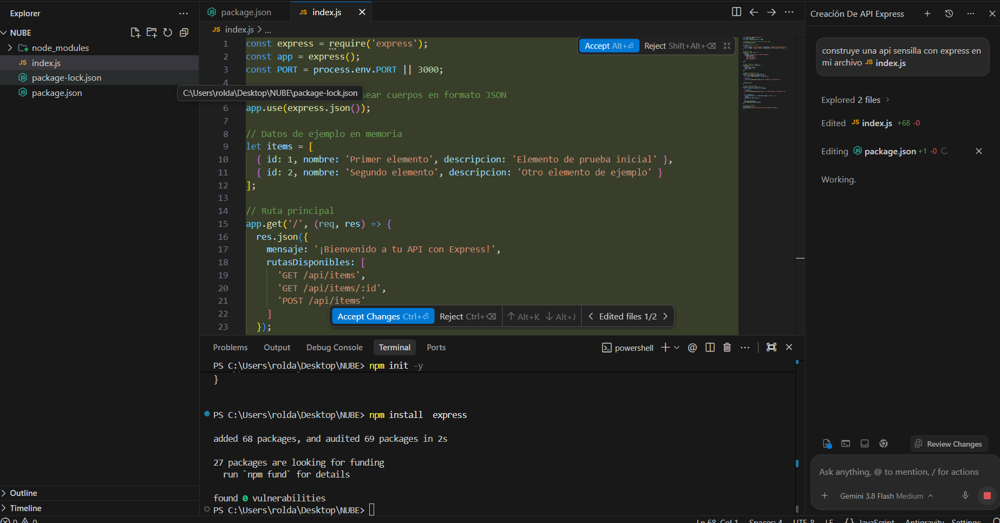 Explorer
NUBE
node_modules
index.js
package-lock.json
package.json
C:\Users\rolda\Desktop\NUBE\package-lock.json
Outline
Timeline
0 0
package.json
index.js
index.js > ...
1 const express = require('express');
2 const app = express();
3 const PORT = process.env.PORT || 3000;
4
sear cuerpos en formato JSON
6 app.use(express.json());
7
8 // Datos de ejemplo en memoria
9 let items = [
10 { id: 1, nombre: 'Primer elemento', descripcion: 'Elemento de prueba inicial' },
11 { id: 2, nombre: 'Segundo elemento', descripcion: 'Otro elemento de ejemplo' }
12 ];
13
14 // Ruta principal
15 app.get('/', (req, res) => {
16 res.json({
17 mensaje: '¡Bienvenido a tu API con Express!',
18 rutasDisponibles: [
19 'GET /api/items',
20 'GET /api/items/:id',
21 'POST /api/items'
22 ]
23 });
Accept Alt+⏎ Reject Shift+Alt+⌫
Accept Changes Ctrl+⏎ Reject Ctrl+⌫ ↑ Alt+K ↓ Alt+J < Edited files 1/2 >
Problems Output Debug Console Terminal Ports
powershell
PS C:\Users\rolda\Desktop\NUBE> npm init -y
}
PS C:\Users\rolda\Desktop\NUBE> npm install  express
added 68 packages, and audited 69 packages in 2s
27 packages are looking for funding
run `npm fund` for details
found 0 vulnerabilities
PS C:\Users\rolda\Desktop\NUBE>
Creación De API Express
construye una api sensilla con express en
mi archivo JS index.js
Explored 2 files >
Edited JS index.js +68 -0
Editing package.json +1 -0
Working.
Review Changes
Ask anything, @ to mention, / for actions
Gemini 3.8 Flash Medium
Ln 68, Col 1 Spaces: 4 UTF-8 LF {} JavaScript Antigravity - Settings